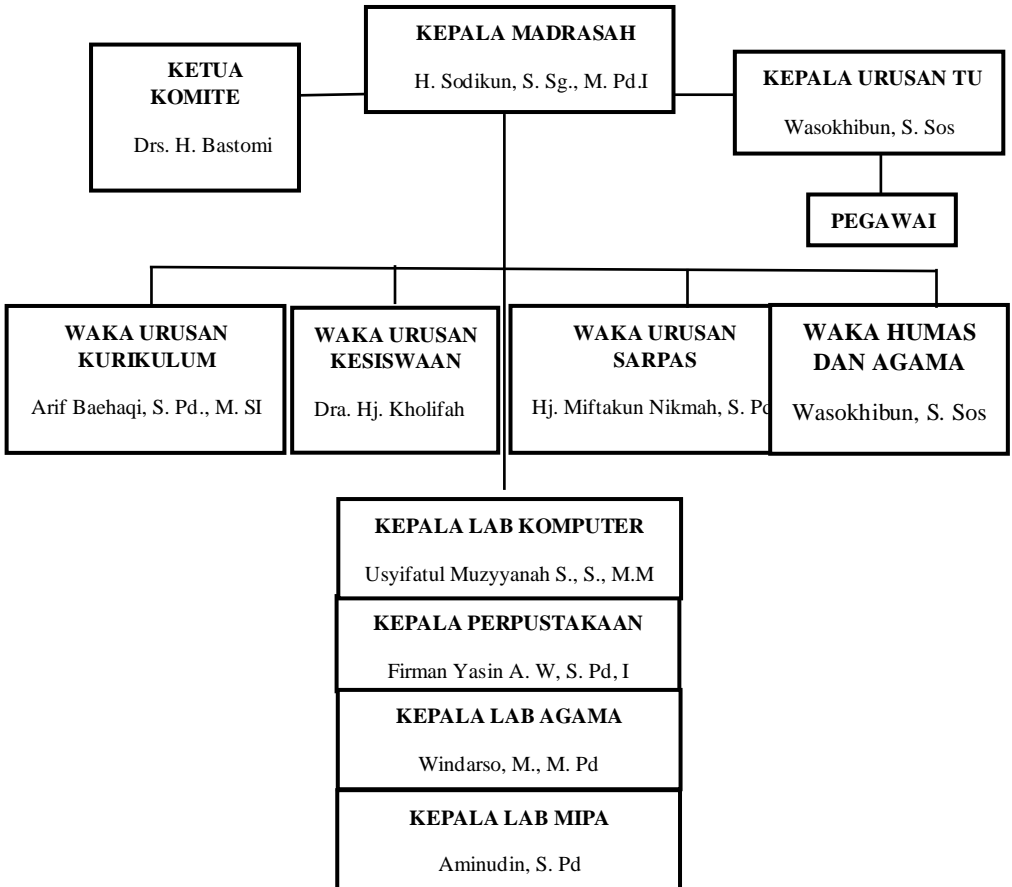 KEPALA MADRASAH
H. Sodikun, S. Sg., M. Pd.I
KETUA
KOMITE
Drs. H. Bastomi
KEPALA URUSAN TU
Wasokhibun, S. Sos
PEGAWAI
WAKA URUSAN
KURIKULUM
Arif Baehaqi, S. Pd., M. SI
WAKA URUSAN
KESISWAAN
Dra. Hj. Kholifah
WAKA URUSAN
SARPAS
Hj. Miftakun Nikmah, S. Pd
WAKA HUMAS
DAN AGAMA
Wasokhibun, S. Sos
KEPALA LAB KOMPUTER
Usyifatul Muzyyanah S., S., M.M
KEPALA PERPUSTAKAAN
Firman Yasin A. W, S. Pd, I
KEPALA LAB AGAMA
Windarso, M., M. Pd
KEPALA LAB MIPA
Aminudin, S. Pd